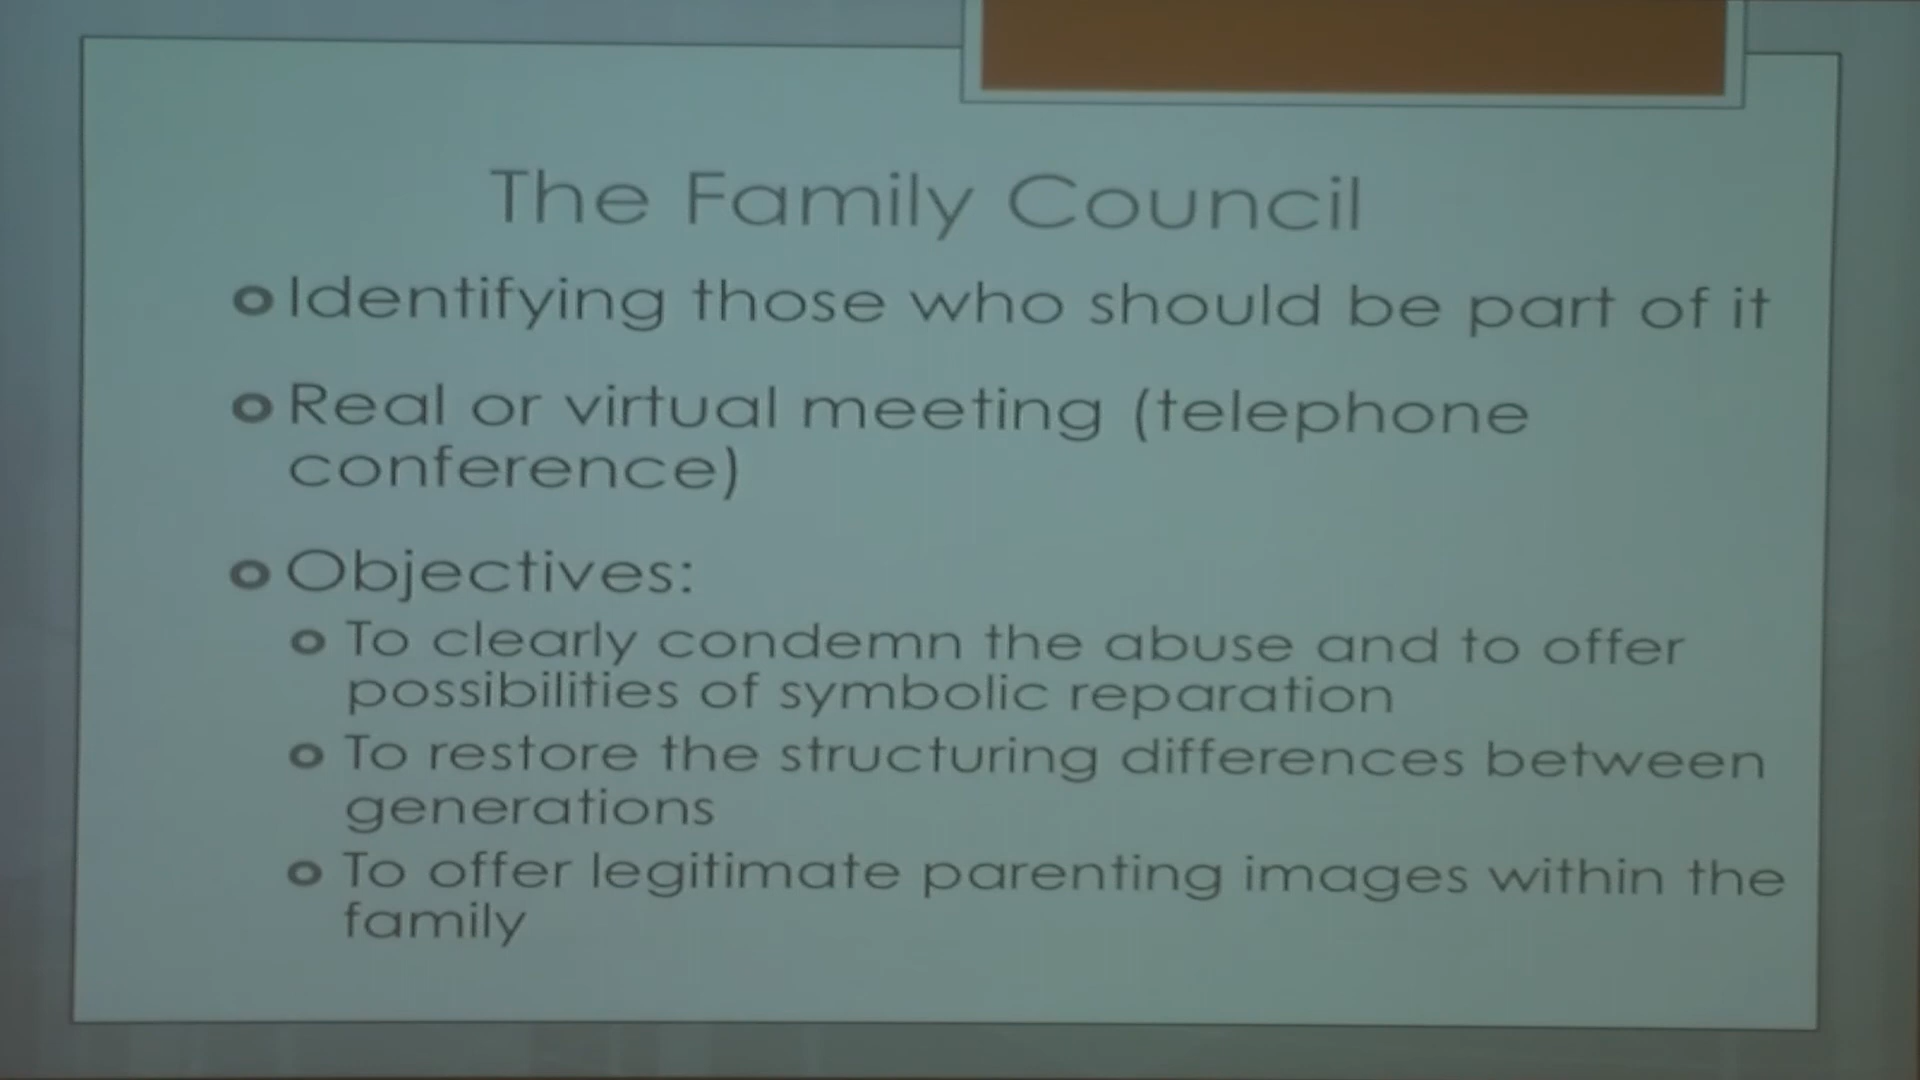 The Family Council
Identifying those who should be part of it
Real or virtual meeting (telephone
conference)
Objectives:
To clearly condemn the abuse and to offer
possibilities of symbolic reparation
To restore the structuring differences between
generations
To offer legitimate parenting images within the
family